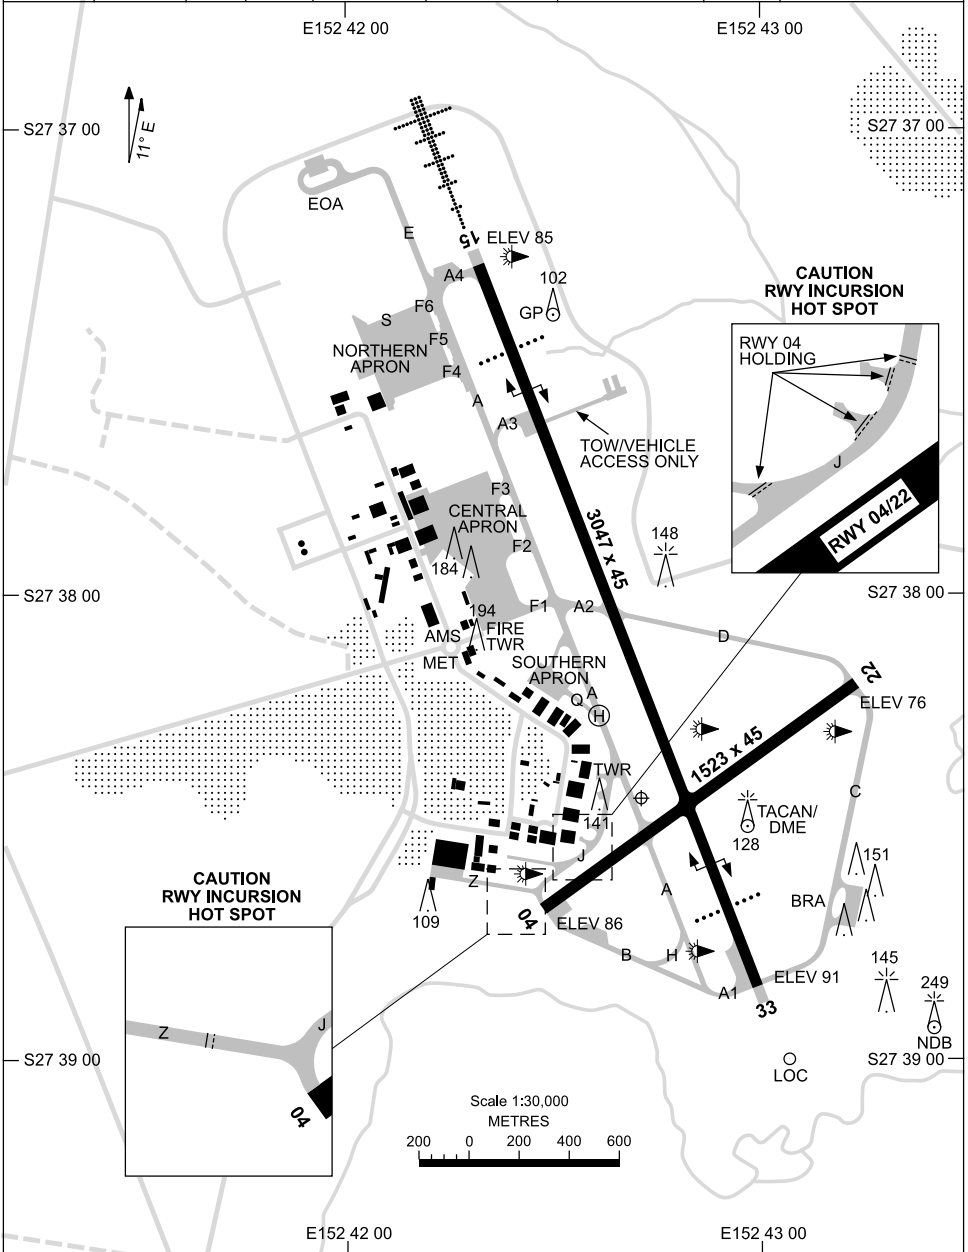 E152 42 00
E152 43 00
S27 37 00
S27 37 00
11° E
EOA
E
15
ELEV 85
A4
102
GP
F6
S
F5
NORTHERN
APRON
F4
A
A3
TOW/VEHICLE
ACCESS ONLY
CAUTION
RWY INCURSION
HOT SPOT
RWY 04
HOLDING
J
RWY 04/22
F3
CENTRAL
APRON
F2
184
3047 x 45
148
S27 38 00
S27 38 00
F1
A2
194
AMS
FIRE
TWR
MET
D
SOUTHERN
APRON
Q
A
H
22
ELEV 76
1523 x 45
TWR
141
TACAN/
DME
128
C
J
Z
109
04
ELEV 86
A
151
BRA
B
H
A1
ELEV 91
33
145
249
NDB
CAUTION
RWY INCURSION
HOT SPOT
Z
J
04
S27 39 00
S27 39 00
LOC
Scale 1:30,000
METRES
200 0 200 400 600
E152 42 00
E152 43 00